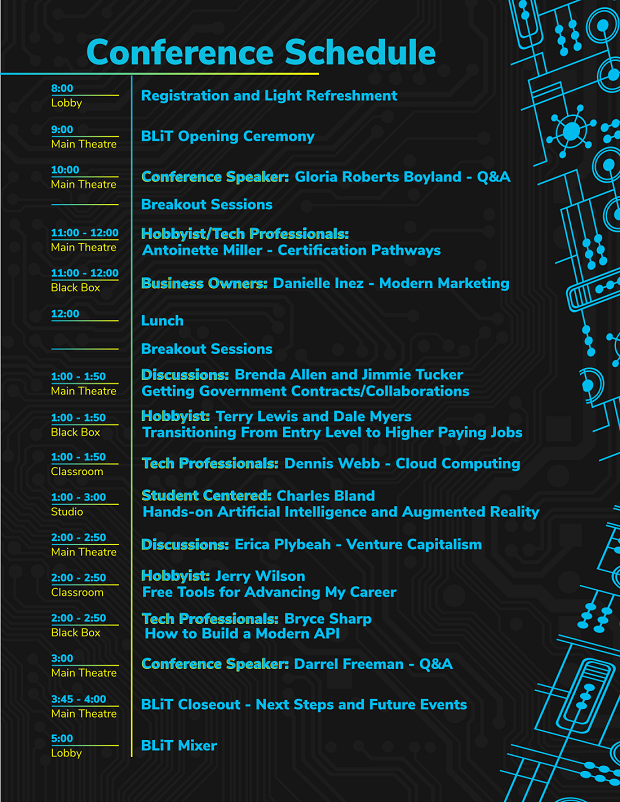 Conference Schedule
8:00
Lobby
Registration and Light Refreshment
9:00
Main Theatre
BLiT Opening Ceremony
10:00
Main Theatre
Conference Speaker: Gloria Roberts Boyland - Q&A
Breakout Sessions
11:00 - 12:00
Main Theatre
Hobbyist/Tech Professionals:
Antoinette Miller - Certification Pathways
11:00 - 12:00
Black Box
Business Owners: Danielle Inez - Modern Marketing
12:00
Lunch
Breakout Sessions
1:00 - 1:50
Main Theatre
Discussions: Brenda Allen and Jimmie Tucker
Getting Government Contracts/Collaborations
1:00 - 1:50
Black Box
Hobbyist: Terry Lewis and Dale Myers
Transitioning From Entry Level to Higher Paying Jobs
1:00 - 1:50
Classroom
Tech Professionals: Dennis Webb - Cloud Computing
1:00 - 3:00
Studio
Student Centered: Charles Bland
Hands-on Artificial Intelligence and Augmented Reality
2:00 - 2:50
Main Theatre
Discussions: Erica Plybeah - Venture Capitalism
2:00 - 2:50
Classroom
Hobbyist: Jerry Wilson
Free Tools for Advancing My Career
2:00 - 2:50
Black Box
Tech Professionals: Bryce Sharp
How to Build a Modern API
3:00
Main Theatre
Conference Speaker: Darrel Freeman - Q&A
3:45 - 4:00
Main Theatre
BLiT Closeout - Next Steps and Future Events
5:00
Lobby
BLiT Mixer